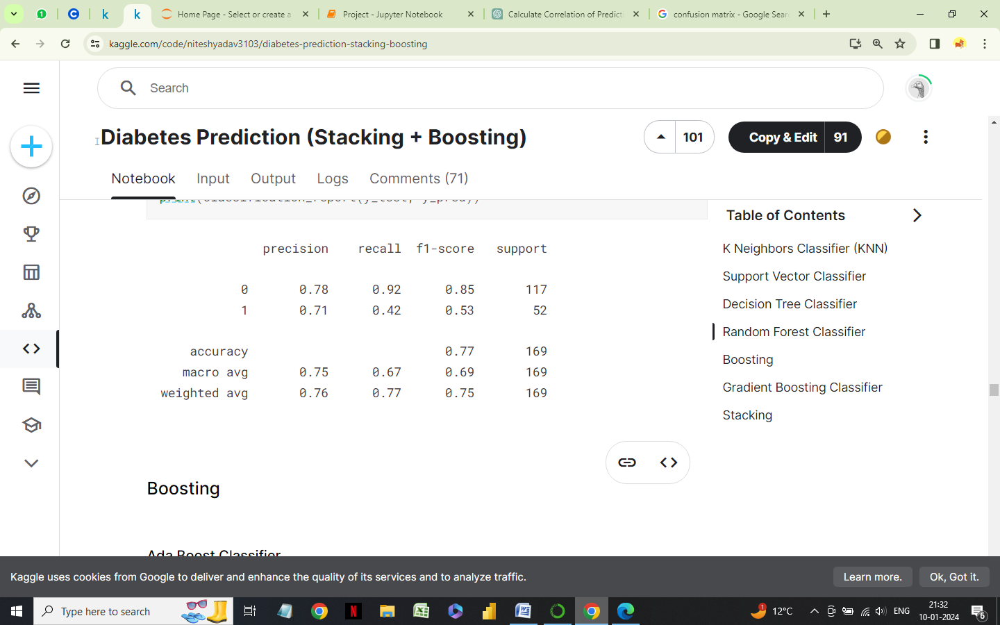 Home Page - Select or create a
Project - Jupyter Notebook
Calculate Correlation of Predicti
confusion matrix - Google Sear
kaggle.com/code/niteshyadav3103/diabetes-prediction-stacking-boosting
Search
Diabetes Prediction (Stacking + Boosting)
101
Copy & Edit 91
Notebook Input Output Logs Comments (71)
print(classification_report(y_test, y_pred))
precision recall f1-score support
0 0.78 0.92 0.85 117
1 0.71 0.42 0.53 52
accuracy 0.77 169
macro avg 0.75 0.67 0.69 169
weighted avg 0.76 0.77 0.75 169
Table of Contents
K Neighbors Classifier (KNN)
Support Vector Classifier
Decision Tree Classifier
Random Forest Classifier
Boosting
Gradient Boosting Classifier
Stacking
Boosting
Ada Boost Classifier
Kaggle uses cookies from Google to deliver and enhance the quality of its services and to analyze traffic.
Learn more.
Ok, Got it.
Type here to search
1
12°C
ENG
21:32
10-01-2024
6